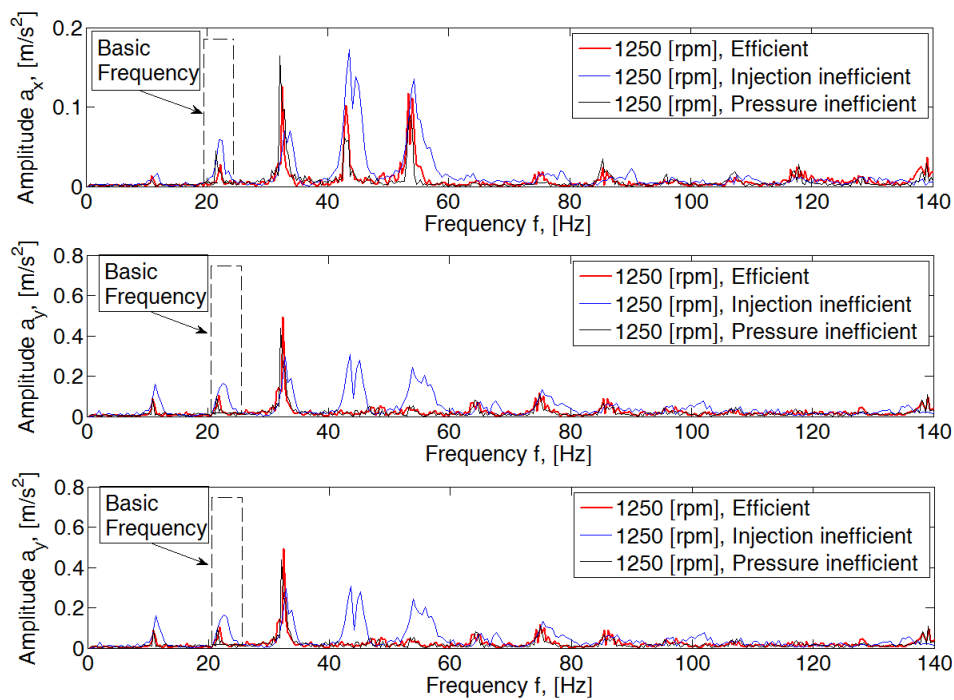 0.2
0.1
0
Amplitude a_x, [m/s²]
Basic
Frequency
1250 [rpm], Efficient
1250 [rpm], Injection inefficient
1250 [rpm], Pressure inefficient
0 20 40 60 80 100 120 140
Frequency f, [Hz]
0.8
0.6
0.4
0.2
0
Amplitude a_y, [m/s²]
Basic
Frequency
1250 [rpm], Efficient
1250 [rpm], Injection inefficient
1250 [rpm], Pressure inefficient
0 20 40 60 80 100 120 140
Frequency f, [Hz]
0.8
0.6
0.4
0.2
0
Amplitude a_y, [m/s²]
Basic
Frequency
1250 [rpm], Efficient
1250 [rpm], Injection inefficient
1250 [rpm], Pressure inefficient
0 20 40 60 80 100 120 140
Frequency f, [Hz]